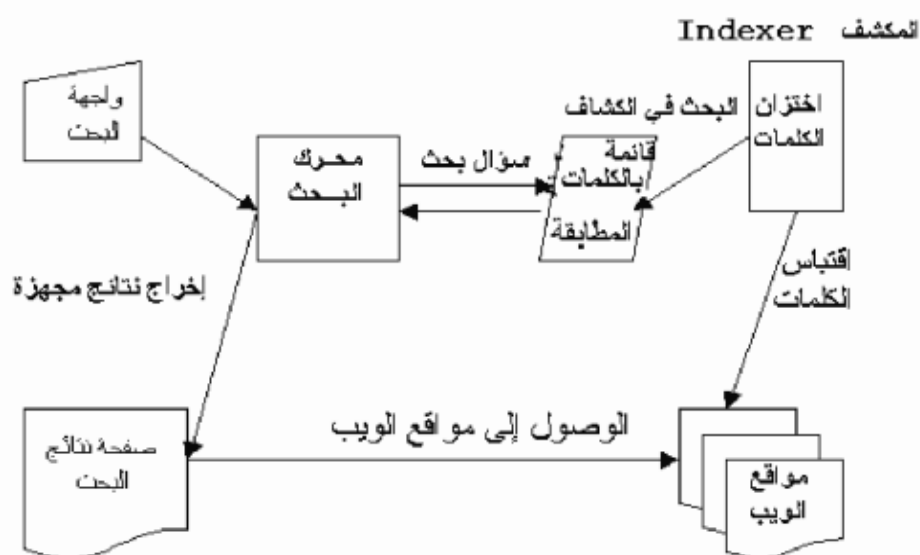 المكشف Indexer
واجهة
البحث
محرك
البحث
سؤال بحث
البحث في الكشاف
قائمة
بالكلمات
المطابقة
اختزان
الكلمات
اقتباس
الكلمات
إخراج نتائج مجهزة
صفحة نتائج
البحث
الوصول إلى مواقع الويب
مواقع
الويب